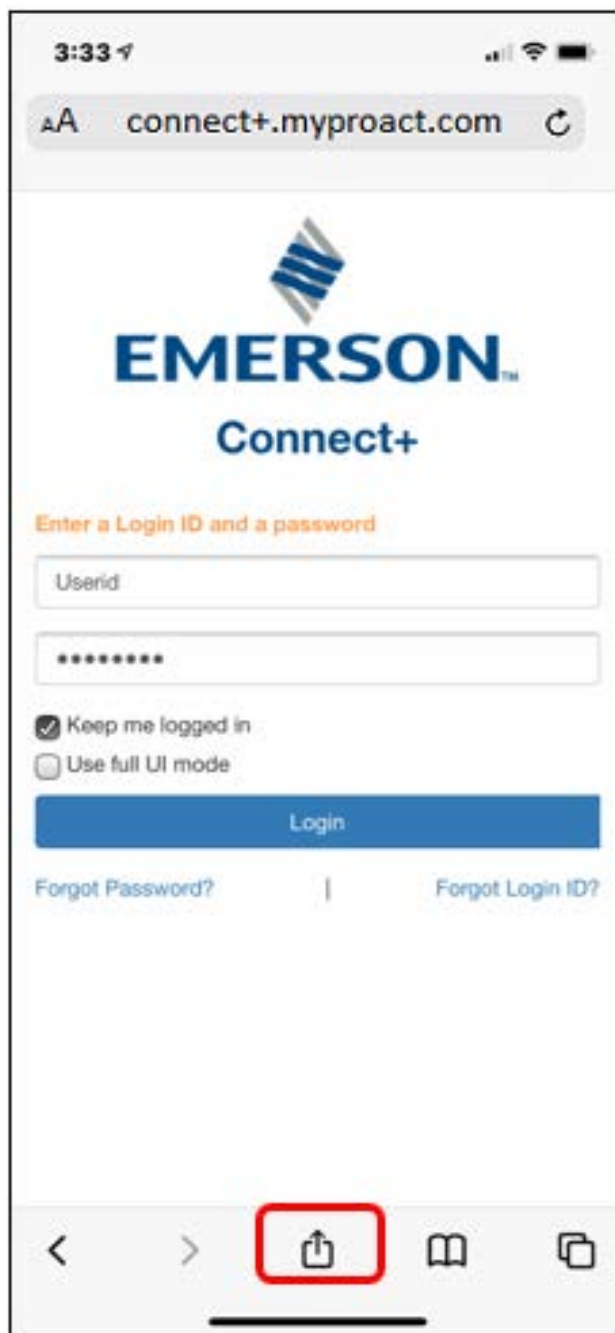 3:33
AA connect+.myproact.com
EMERSON™
Connect+
Enter a Login ID and a password
Userid
••••••••
Keep me logged in
Use full UI mode
Login
Forgot Password? | Forgot Login ID?